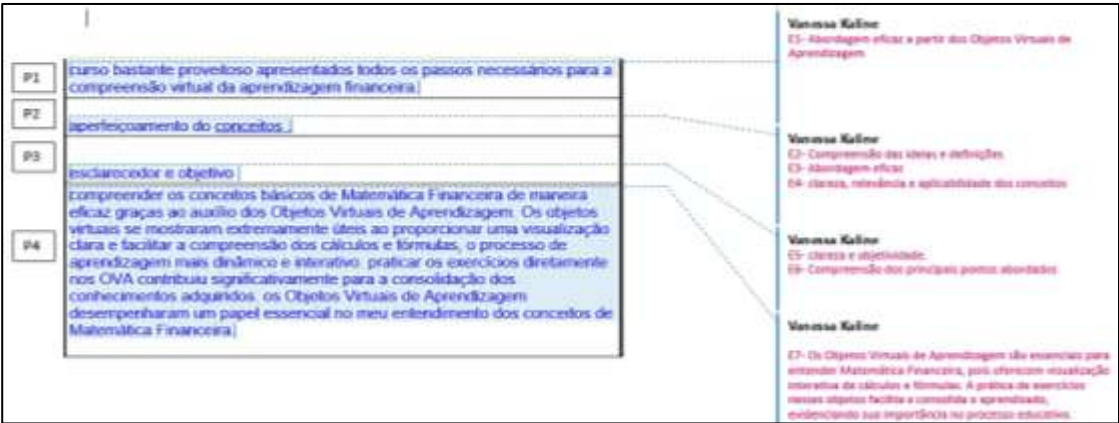 P1
curso bastante proveitoso apresentados todos os passos necessários para a
compreensão virtual da aprendizagem financeira.
P2
aperfeiçoamento do conceitos .
P3
esclarecedor e objetivo
P4
compreender os conceitos básicos de Matemática Financeira de maneira
eficaz graças ao auxílio dos Objetos Virtuais de Aprendizagem. Os objetos
virtuais se mostraram extremamente úteis ao proporcionar uma visualização
clara e facilitar a compreensão dos cálculos e fórmulas, o processo de
aprendizagem mais dinâmico e interativo. praticar os exercícios diretamente
nos OVA contribuiu significativamente para a consolidação dos
conhecimentos adquiridos. os Objetos Virtuais de Aprendizagem
desempenharam um papel essencial no meu entendimento dos conceitos de
Matemática Financeira.
Vanessa Kaline
E1- Abordagem eficaz a partir dos Objetos Virtuais de
Aprendizagem
Vanessa Kaline
E2- Compreensão das ideias e definições
E3- Abordagem eficaz
E4- clareza, relevância e aplicabilidade dos conceitos
Vanessa Kaline
E5- clareza e objetividade.
E6- Compreensão dos principais pontos abordados
Vanessa Kaline
E7- Os Objetos Virtuais de Aprendizagem são essenciais para
entender Matemática Financeira, pois oferecem visualização
interativa de cálculos e fórmulas. A prática de exercícios
nesses objetos facilita e consolida o aprendizado,
evidenciando sua importância no processo educativo.